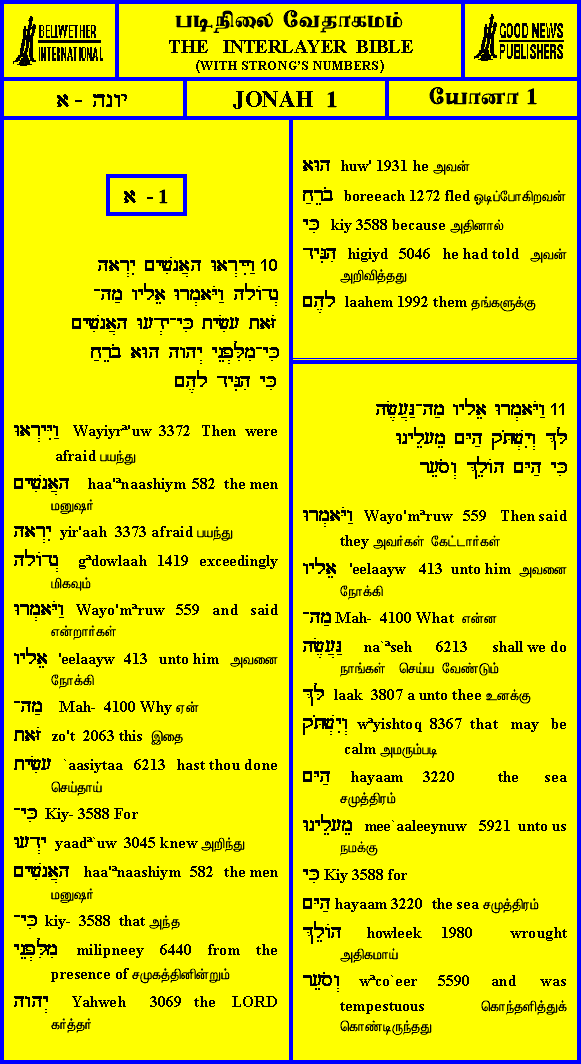 BELLWETHER
INTERNATIONAL
படிநிலை வேதாகமம்
THE INTERLAYER BIBLE
(WITH STRONG'S NUMBERS)
GOOD NEWS
PUBLISHERS
יונה - א
JONAH 1
யோனா 1
א - 1
10 וַיִּירְאוּ הָאֲנָשִׁים יִרְאָה
גְדוֹלָה וַיֹּאמְרוּ אֵלָיו מַה־
זֹּאת עָשִׂיתָ כִּי־יָדְעוּ הָאֲנָשִׁים
כִּי־מִלִּפְנֵי יְהוָה הוּא בֹרֵחַ
כִּי הִגִּיד לָהֶם
וַיִּירְאוּ Wayiyrª'uw 3372 Then were
afraid பயந்து
הָאֲנָשִׁים haa'ªnaashiym 582 the men
மனுஷர்
יִרְאָה yir'aah 3373 afraid பயந்து
גְדוֹלָה gªdowlaah 1419 exceedingly
மிகவும்
וַיֹּאמְרוּ Wayo'mªruw 559 and said
என்றார்கள்
אֵלָיו 'eelaayw 413 unto him அவனை
நோக்கி
מַה־ Mah- 4100 Why ஏன்
זֹּאת zo't 2063 this இதை
עָשִׂיתָ `aasiytaa 6213 hast thou done
செய்தாய்
כִּי־ Kiy- 3588 For
יָדְעוּ yaadª`uw 3045 knew அறிந்து
הָאֲנָשִׁים haa'ªnaashiym 582 the men
மனுஷர்
כִּי־ kiy- 3588 that அந்த
מִלִּפְנֵי milipneey 6440 from the
presence of சமுகத்தினின்றும்
יְהוָה Yahweh 3069 the LORD
கர்த்தர்
הוּא huw' 1931 he அவன்
בֹרֵחַ boreeach 1272 fled ஒடிப்போகிறவன்
כִּי kiy 3588 because அதினால்
הִגִּיד higiyd 5046 he had told அவன்
அறிவித்தது
לָהֶם laahem 1992 them தங்களுக்கு
11 וַיֹּאמְרוּ אֵלָיו מַה־נַּעֲשֶׂה
לָּךְ וְיִשְׁתֹּק הַיָּם מֵעָלֵינוּ
כִּי הַיָּם הוֹלֵךְ וְסֹעֵר
וַיֹּאמְרוּ Wayo'mªruw 559 Then said
they அவர்கள் கேட்டார்கள்
אֵלָיו 'eelaayw 413 unto him அவனை
நோக்கி
מַה־ Mah- 4100 What என்ன
נַּעֲשֶׂה na`ªseh 6213 shall we do
நாங்கள் செய்ய வேண்டும்
לָּךְ laak 3807 a unto thee உனக்கு
וְיִשְׁתֹּק wªyishtoq 8367 that may be
calm அமரும்படி
הַיָּם hayaam 3220 the sea
சமுத்திரம்
מֵעָלֵינוּ mee`aaleeynuw 5921 unto us
நமக்கு
כִּי Kiy 3588 for
הַיָּם hayaam 3220 the sea சமுத்திரம்
הוֹלֵךְ howleek 1980 wrought
அதிகமாய்
וְסֹעֵר wªco`eer 5590 and was
tempestuous கொந்தளித்துக்
கொண்டிருந்தது